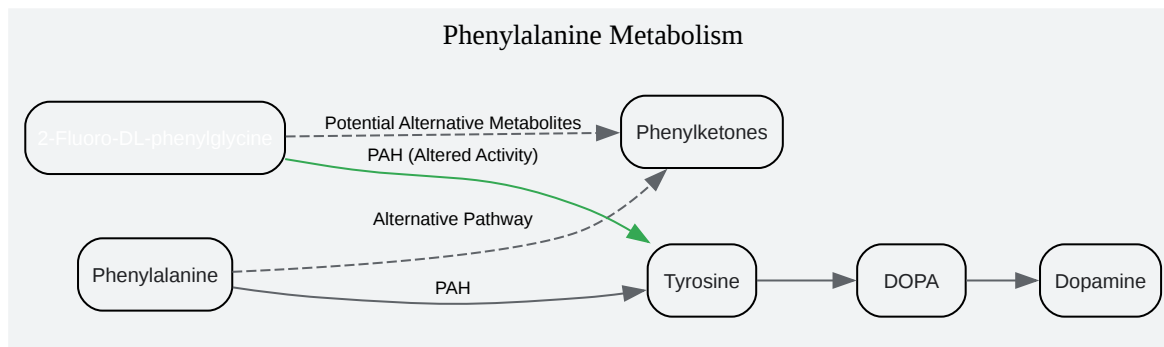 Phenylalanine Metabolism
2-Fluoro-DL-phenylglycine
Potential Alternative Metabolites
Phenylketones
PAH (Altered Activity)
Alternative Pathway
Phenylalanine
PAH
Tyrosine
DOPA
Dopamine